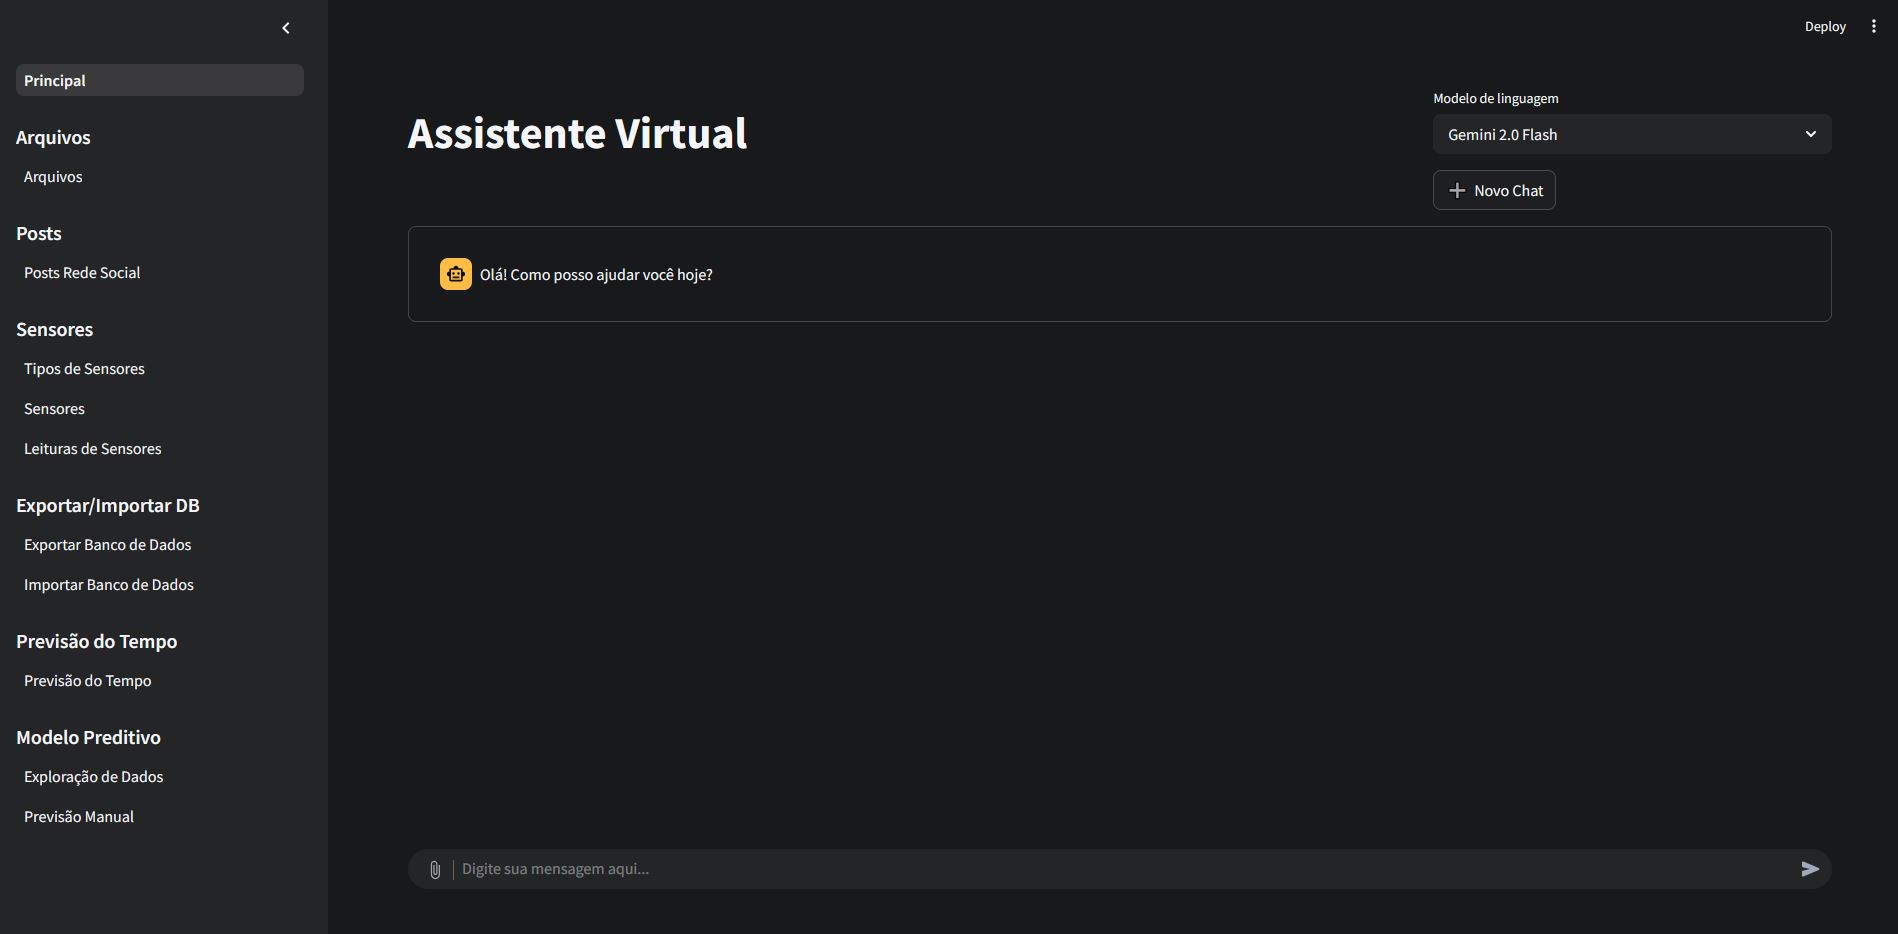 Principal
Arquivos
Arquivos
Posts
Posts Rede Social
Sensores
Tipos de Sensores
Sensores
Leituras de Sensores
Exportar/Importar DB
Exportar Banco de Dados
Importar Banco de Dados
Previsão do Tempo
Previsão do Tempo
Modelo Preditivo
Exploração de Dados
Previsão Manual
Deploy
Assistente Virtual
Modelo de linguagem
Gemini 2.0 Flash
Novo Chat
Olá! Como posso ajudar você hoje?
Digite sua mensagem aqui...